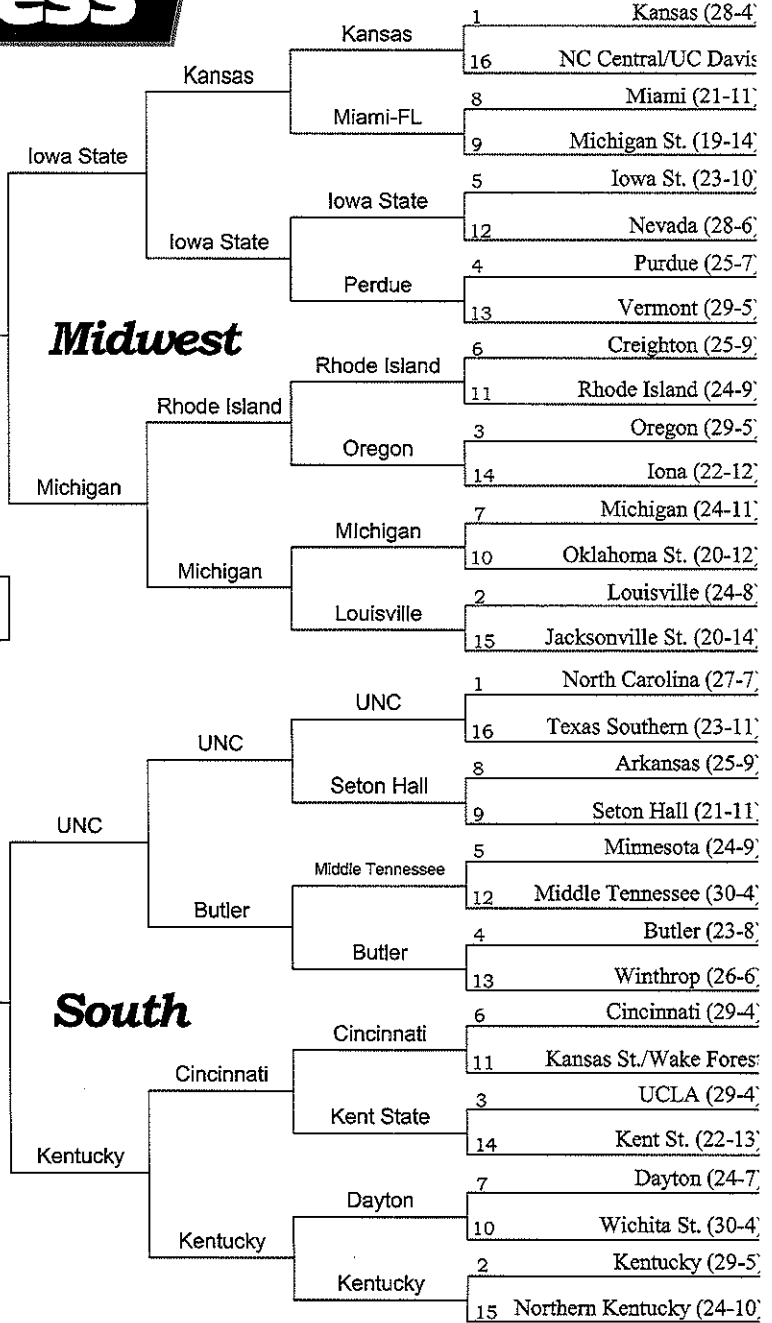 ess
1 Kansas (28-4)
Kansas
16 NC Central/UC Davis
Kansas
8 Miami (21-11)
Miami-FL
9 Michigan St. (19-14)
Iowa State
5 Iowa St. (23-10)
Iowa State
12 Nevada (28-6)
Iowa State
4 Purdue (25-7)
Perdue
13 Vermont (29-5)
Midwest
6 Creighton (25-9)
Rhode Island
11 Rhode Island (24-9)
Rhode Island
3 Oregon (29-5)
Oregon
14 Iona (22-12)
Michigan
7 Michigan (24-11)
MIchigan
10 Oklahoma St. (20-12)
Michigan
2 Louisville (24-8)
Louisville
15 Jacksonville St. (20-14)
1 North Carolina (27-7)
UNC
16 Texas Southern (23-11)
UNC
8 Arkansas (25-9)
Seton Hall
9 Seton Hall (21-11)
UNC
5 Minnesota (24-9)
Middle Tennessee
12 Middle Tennessee (30-4)
Butler
4 Butler (23-8)
Butler
13 Winthrop (26-6)
South
6 Cincinnati (29-4)
Cincinnati
11 Kansas St./Wake Fores
Cincinnati
3 UCLA (29-4)
Kent State
14 Kent St. (22-13)
Kentucky
7 Dayton (24-7)
Dayton
10 Wichita St. (30-4)
Kentucky
2 Kentucky (29-5)
Kentucky
15 Northern Kentucky (24-10)